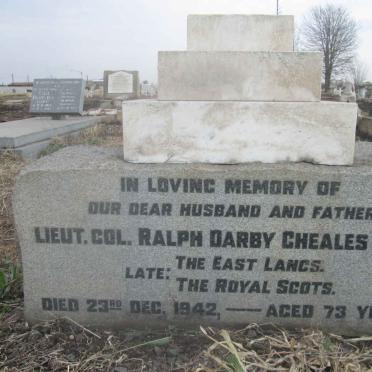 IN LOVING MEMORY OF
OUR DEAR HUSBAND AND FATHER
LIEUT. COL. RALPH DARBY CHEALES
LATE: THE EAST LANCS.
THE ROYAL SCOTS.
DIED 23RD DEC, 1942, — AGED 73